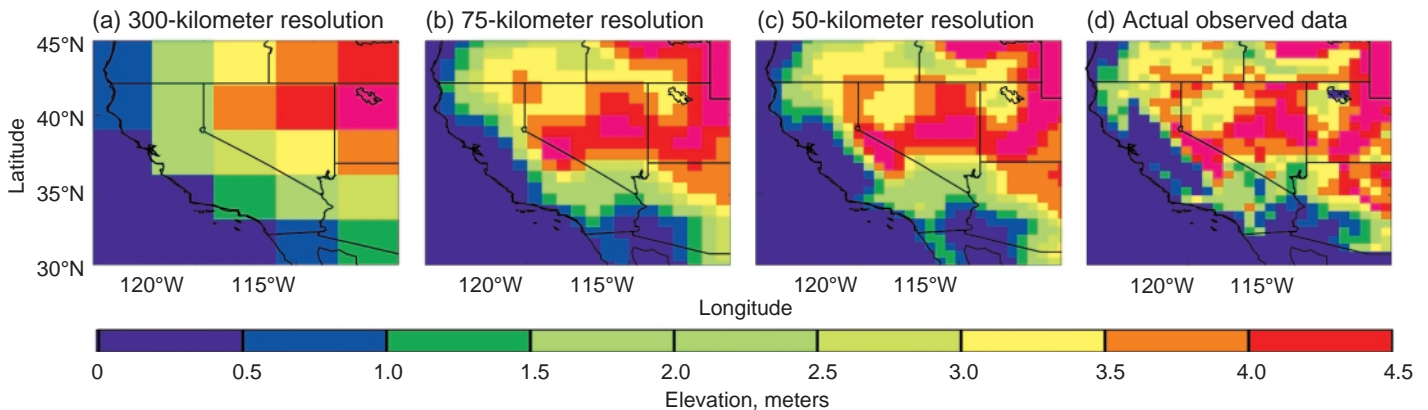 (a) 300-kilometer resolution (b) 75-kilometer resolution (c) 50-kilometer resolution (d) Actual observed data
45°N
40°N
35°N
30°N
Latitude
120°W 115°W 120°W 115°W 120°W 115°W 120°W 115°W
Longitude
0 0.5 1.0 1.5 2.0 2.5 3.0 3.5 4.0 4.5
Elevation, meters